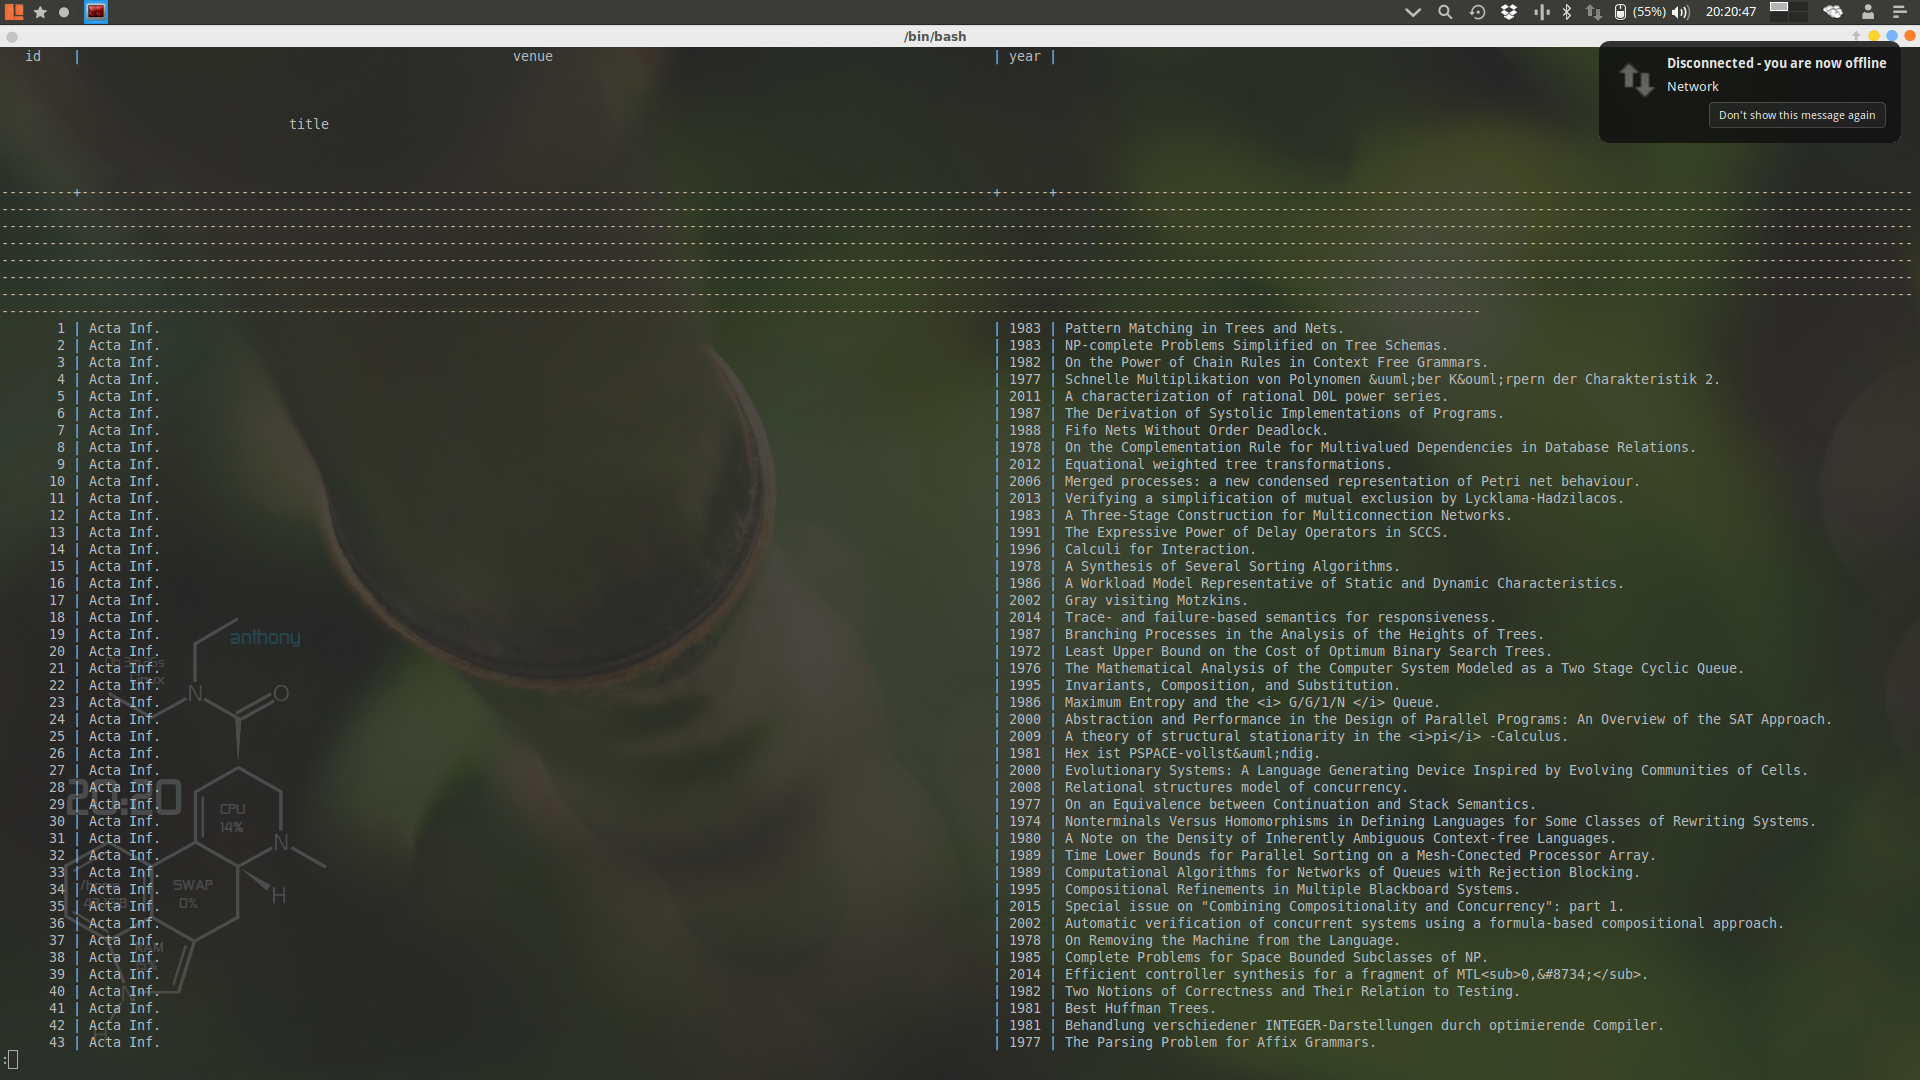 (55%) 20:20:47
/bin/bash
id | venue | year |
Disconnected - you are now offline
Network
Don't show this message again
title
1 | Acta Inf. | 1983 | Pattern Matching in Trees and Nets.
2 | Acta Inf. | 1983 | NP-complete Problems Simplified on Tree Schemas.
3 | Acta Inf. | 1982 | On the Power of Chain Rules in Context Free Grammars.
4 | Acta Inf. | 1977 | Schnelle Multiplikation von Polynomen &uuml;ber K&ouml;rpern der Charakteristik 2.
5 | Acta Inf. | 2011 | A characterization of rational D0L power series.
6 | Acta Inf. | 1987 | The Derivation of Systolic Implementations of Programs.
7 | Acta Inf. | 1988 | Fifo Nets Without Order Deadlock.
8 | Acta Inf. | 1978 | On the Complementation Rule for Multivalued Dependencies in Database Relations.
9 | Acta Inf. | 2012 | Equational weighted tree transformations.
10 | Acta Inf. | 2006 | Merged processes: a new condensed representation of Petri net behaviour.
11 | Acta Inf. | 2013 | Verifying a simplification of mutual exclusion by Lycklama-Hadzilacos.
12 | Acta Inf. | 1983 | A Three-Stage Construction for Multiconnection Networks.
13 | Acta Inf. | 1991 | The Expressive Power of Delay Operators in SCCS.
14 | Acta Inf. | 1996 | Calculi for Interaction.
15 | Acta Inf. | 1978 | A Synthesis of Several Sorting Algorithms.
16 | Acta Inf. | 1986 | A Workload Model Representative of Static and Dynamic Characteristics.
17 | Acta Inf. | 2002 | Gray visiting Motzkins.
18 | Acta Inf. | 2014 | Trace- and failure-based semantics for responsiveness.
19 | Acta Inf. | 1987 | Branching Processes in the Analysis of the Heights of Trees.
20 | Acta Inf. | 1972 | Least Upper Bound on the Cost of Optimum Binary Search Trees.
21 | Acta Inf. | 1976 | The Mathematical Analysis of the Computer System Modeled as a Two Stage Cyclic Queue.
22 | Acta Inf. | 1995 | Invariants, Composition, and Substitution.
23 | Acta Inf. | 1986 | Maximum Entropy and the <i> G/G/1/N </i> Queue.
24 | Acta Inf. | 2000 | Abstraction and Performance in the Design of Parallel Programs: An Overview of the SAT Approach.
25 | Acta Inf. | 2009 | A theory of structural stationarity in the <i>pi</i> -Calculus.
26 | Acta Inf. | 1981 | Hex ist PSPACE-vollst&auml;ndig.
27 | Acta Inf. | 2000 | Evolutionary Systems: A Language Generating Device Inspired by Evolving Communities of Cells.
28 | Acta Inf. | 2008 | Relational structures model of concurrency.
29 | Acta Inf. | 1977 | On an Equivalence between Continuation and Stack Semantics.
30 | Acta Inf. | 1974 | Nonterminals Versus Homomorphisms in Defining Languages for Some Classes of Rewriting Systems.
31 | Acta Inf. | 1980 | A Note on the Density of Inherently Ambiguous Context-free Languages.
32 | Acta Inf. | 1989 | Time Lower Bounds for Parallel Sorting on a Mesh-Conected Processor Array.
33 | Acta Inf. | 1989 | Computational Algorithms for Networks of Queues with Rejection Blocking.
34 | Acta Inf. | 1995 | Compositional Refinements in Multiple Blackboard Systems.
35 | Acta Inf. | 2015 | Special issue on "Combining Compositionality and Concurrency": part 1.
36 | Acta Inf. | 2002 | Automatic verification of concurrent systems using a formula-based compositional approach.
37 | Acta Inf. | 1978 | On Removing the Machine from the Language.
38 | Acta Inf. | 1985 | Complete Problems for Space Bounded Subclasses of NP.
39 | Acta Inf. | 2014 | Efficient controller synthesis for a fragment of MTL<sub>0,&#8734;</sub>.
40 | Acta Inf. | 1982 | Two Notions of Correctness and Their Relation to Testing.
41 | Acta Inf. | 1981 | Best Huffman Trees.
42 | Acta Inf. | 1981 | Behandlung verschiedener INTEGER-Darstellungen durch optimierende Compiler.
43 | Acta Inf. | 1977 | The Parsing Problem for Affix Grammars.
:
anthony
N
O
20:20
CPU
14%
N
SWAP
0%
H
RAM